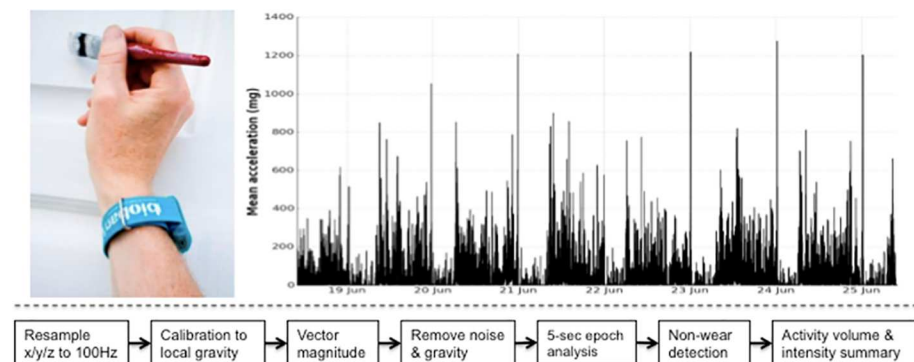 biobank
Mean acceleration (mg)
1400
1200
1000
800
600
400
200
0
19 Jun
20 Jun
21 Jun
22 Jun
23 Jun
24 Jun
25 Jun
Resample
x/y/z to 100Hz
Calibration to
local gravity
Vector
magnitude
Remove noise
& gravity
5-sec epoch
analysis
Non-wear
detection
Activity volume &
intensity summary